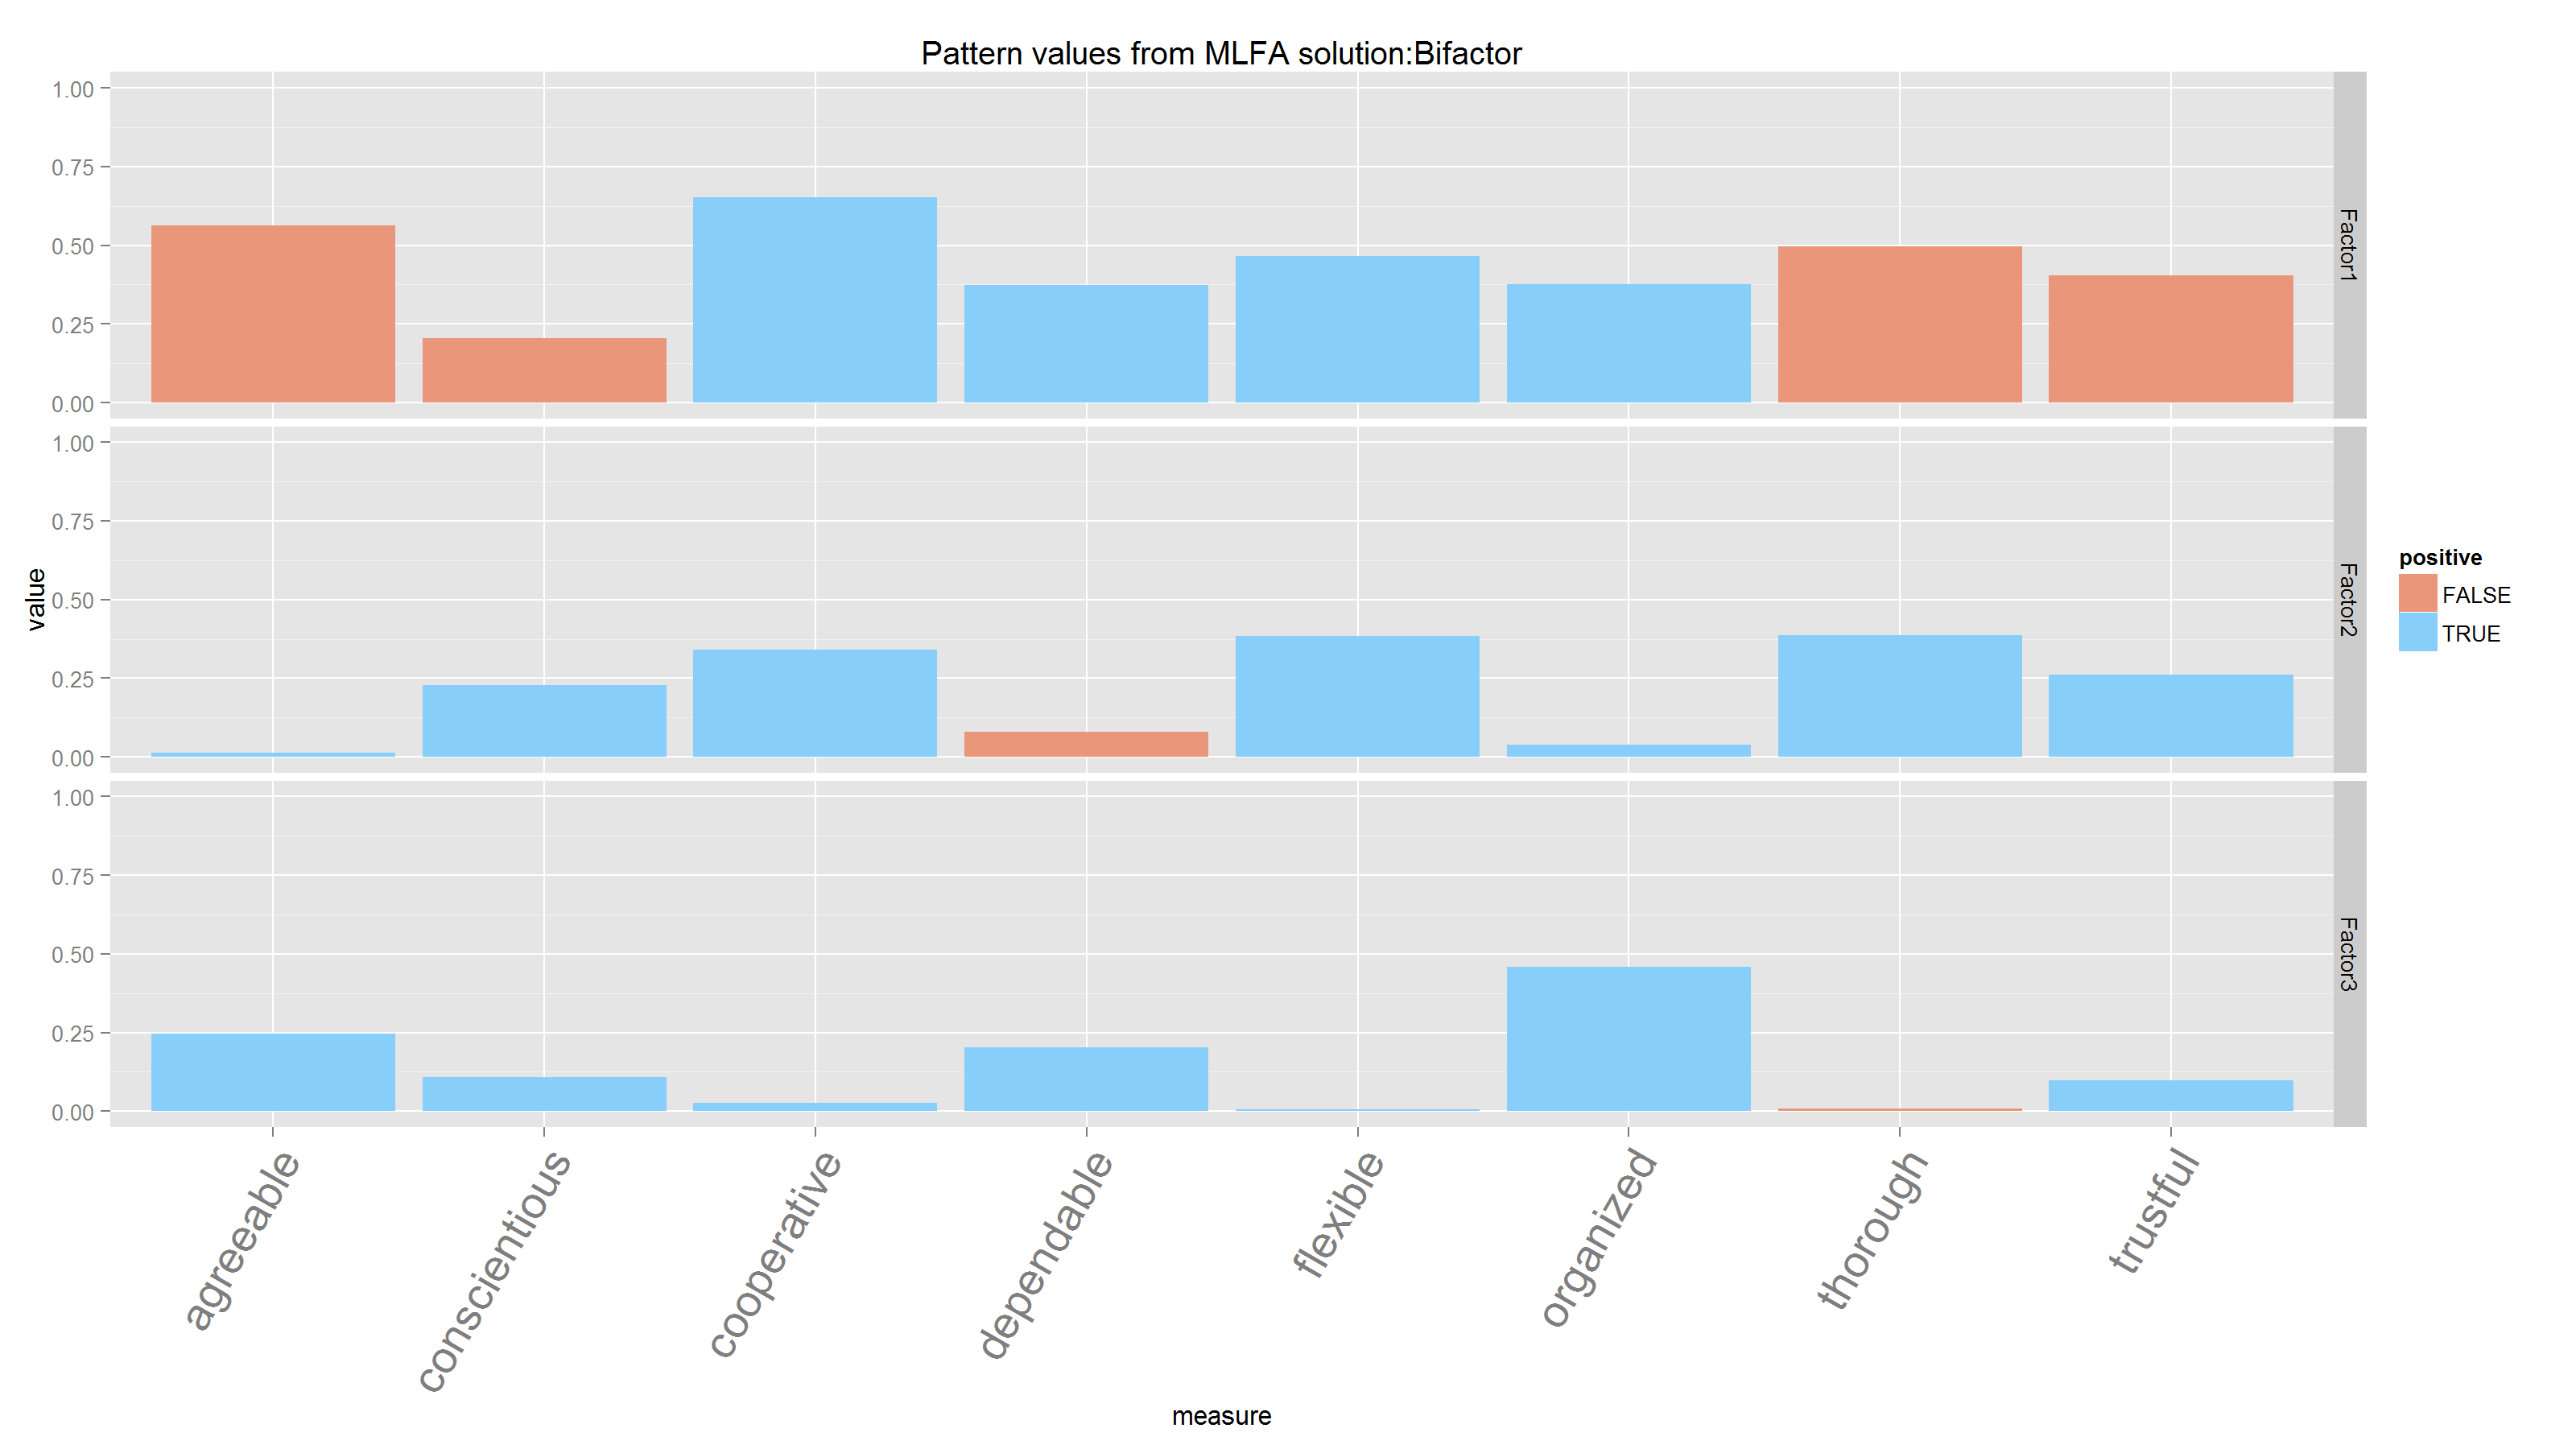 Pattern values from MLFA solution:Bifactor
1.00
0.75
0.50
0.25
0.00
Factor1
1.00
0.75
0.50
0.25
0.00
Factor2
1.00
0.75
0.50
0.25
0.00
Factor3
value
positive
FALSE
TRUE
agreeable
conscientious
cooperative
dependable
flexible
organized
thorough
trustful
measure